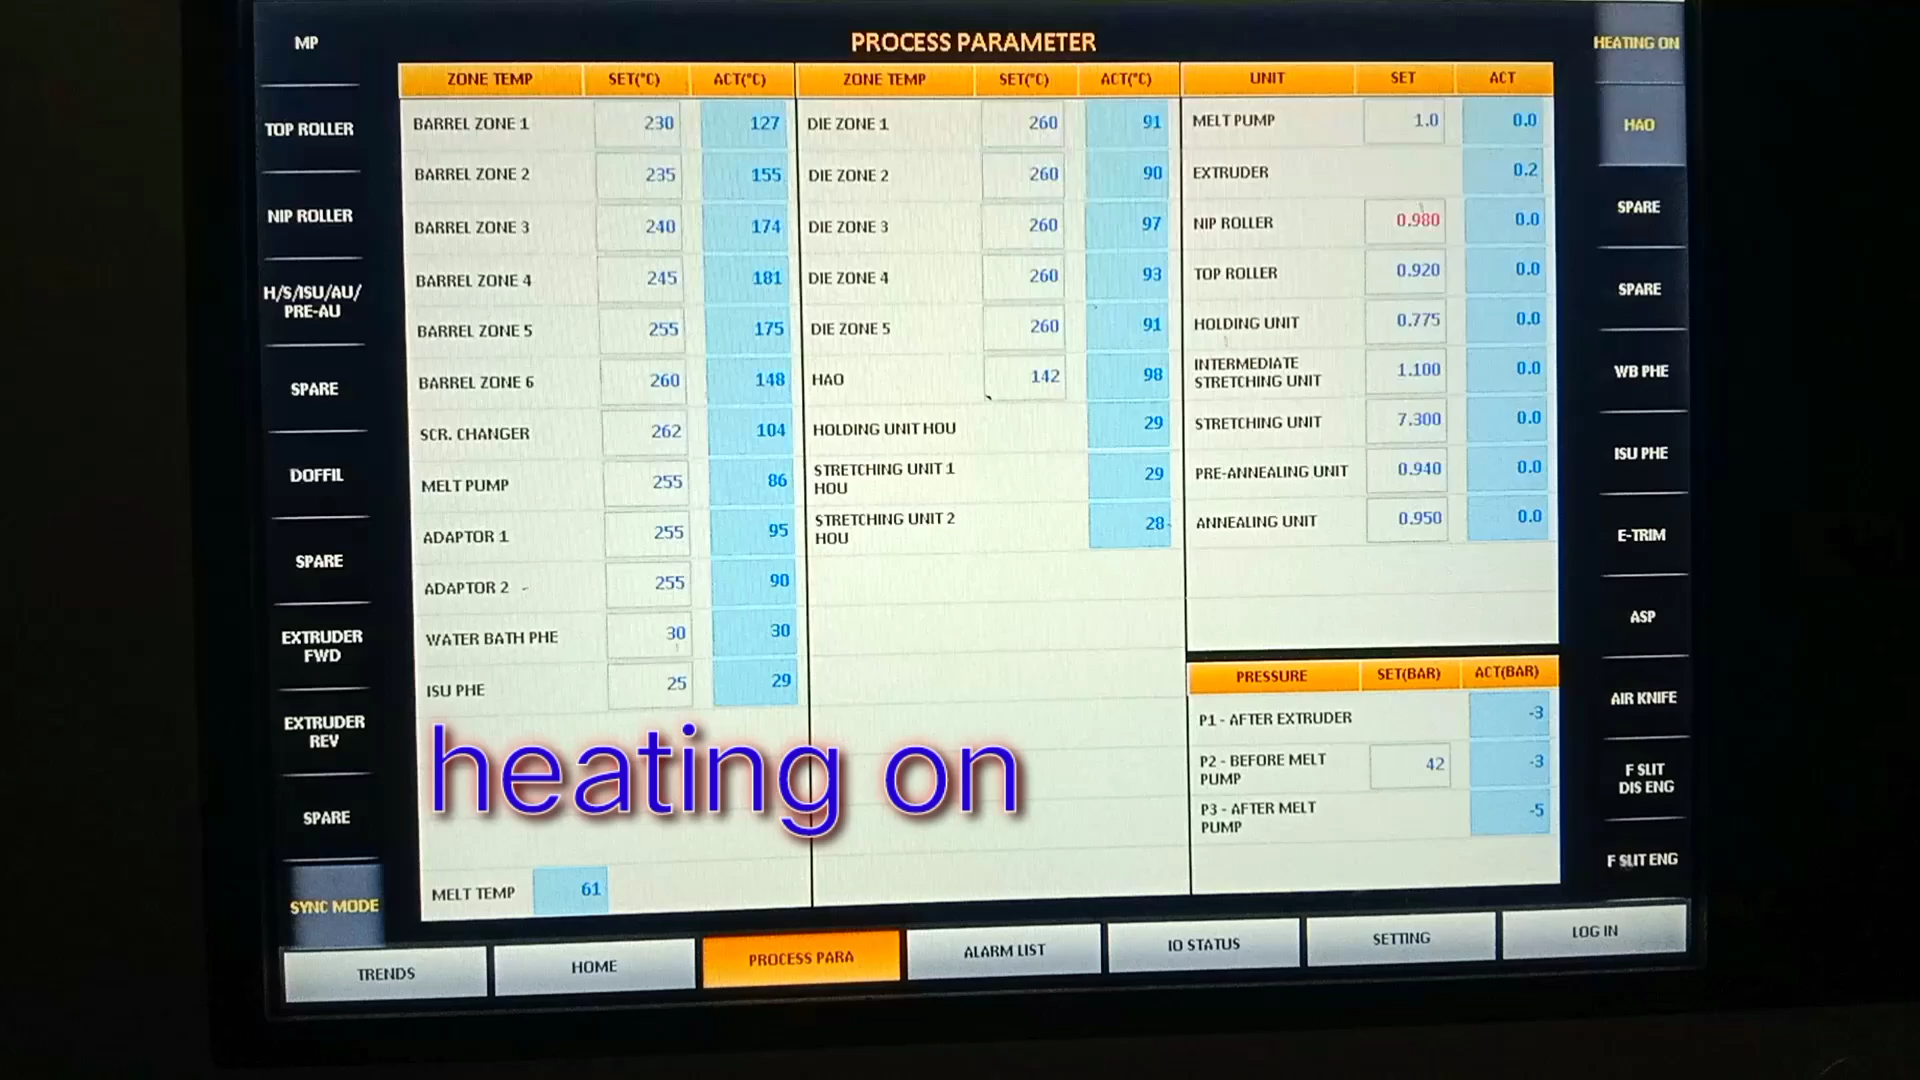 PROCESS PARAMETER
MP
TOP ROLLER
NIP ROLLER
H/S/ISU/AU/
PRE-AU
SPARE
DOFFIL
SPARE
EXTRUDER
FWD
EXTRUDER
REV
SPARE
SYNC MODE
ZONE TEMP SET(°C) ACT(°C)
BARREL ZONE 1 230 127
BARREL ZONE 2 235 155
BARREL ZONE 3 240 174
BARREL ZONE 4 245 181
BARREL ZONE 5 255 175
BARREL ZONE 6 260 148
SCR. CHANGER 262 104
MELT PUMP 255 86
ADAPTOR 1 255 95
ADAPTOR 2 255 90
WATER BATH PHE 30 30
ISU PHE 25 29
heating on
MELT TEMP 61
ZONE TEMP SET(°C) ACT(°C)
DIE ZONE 1 260 91
DIE ZONE 2 260 90
DIE ZONE 3 260 97
DIE ZONE 4 260 93
DIE ZONE 5 260 91
HAO 142 98
HOLDING UNIT HOU 29
STRETCHING UNIT 1
HOU 29
STRETCHING UNIT 2
HOU 28
UNIT SET ACT
MELT PUMP 1.0 0.0
EXTRUDER 0.2
NIP ROLLER 0.980 0.0
TOP ROLLER 0.920 0.0
HOLDING UNIT 0.775 0.0
INTERMEDIATE
STRETCHING UNIT 1.100 0.0
STRETCHING UNIT 7.300 0.0
PRE-ANNEALING UNIT 0.940 0.0
ANNEALING UNIT 0.950 0.0
PRESSURE SET(BAR) ACT(BAR)
P1 - AFTER EXTRUDER -3
P2 - BEFORE MELT
PUMP 42 -3
P3 - AFTER MELT
PUMP -5
HEATING ON
HAO
SPARE
SPARE
WB PHE
ISU PHE
E-TRIM
ASP
AIR KNIFE
F SLIT
DIS ENG
F SLIT ENG
TRENDS HOME PROCESS PARA ALARM LIST IO STATUS SETTING LOG IN